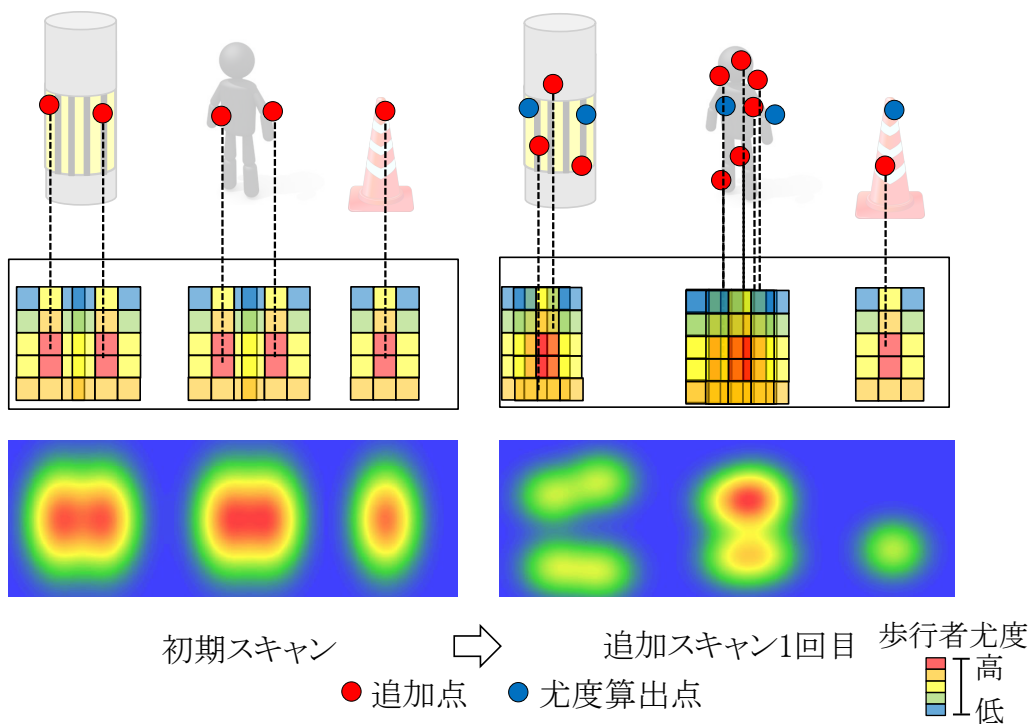 初期スキャン
追加スキャン1回目
歩行者尤度
高
低
追加点
尤度算出点